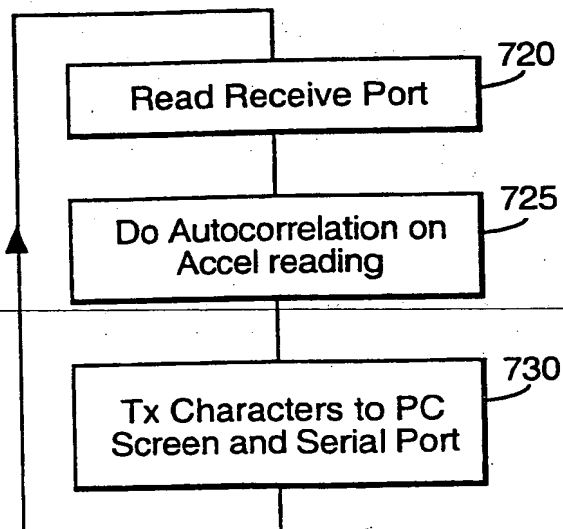 720
Read Receive Port
725
Do Autocorrelation on
Accel reading
730
Tx Characters to PC
Screen and Serial Port